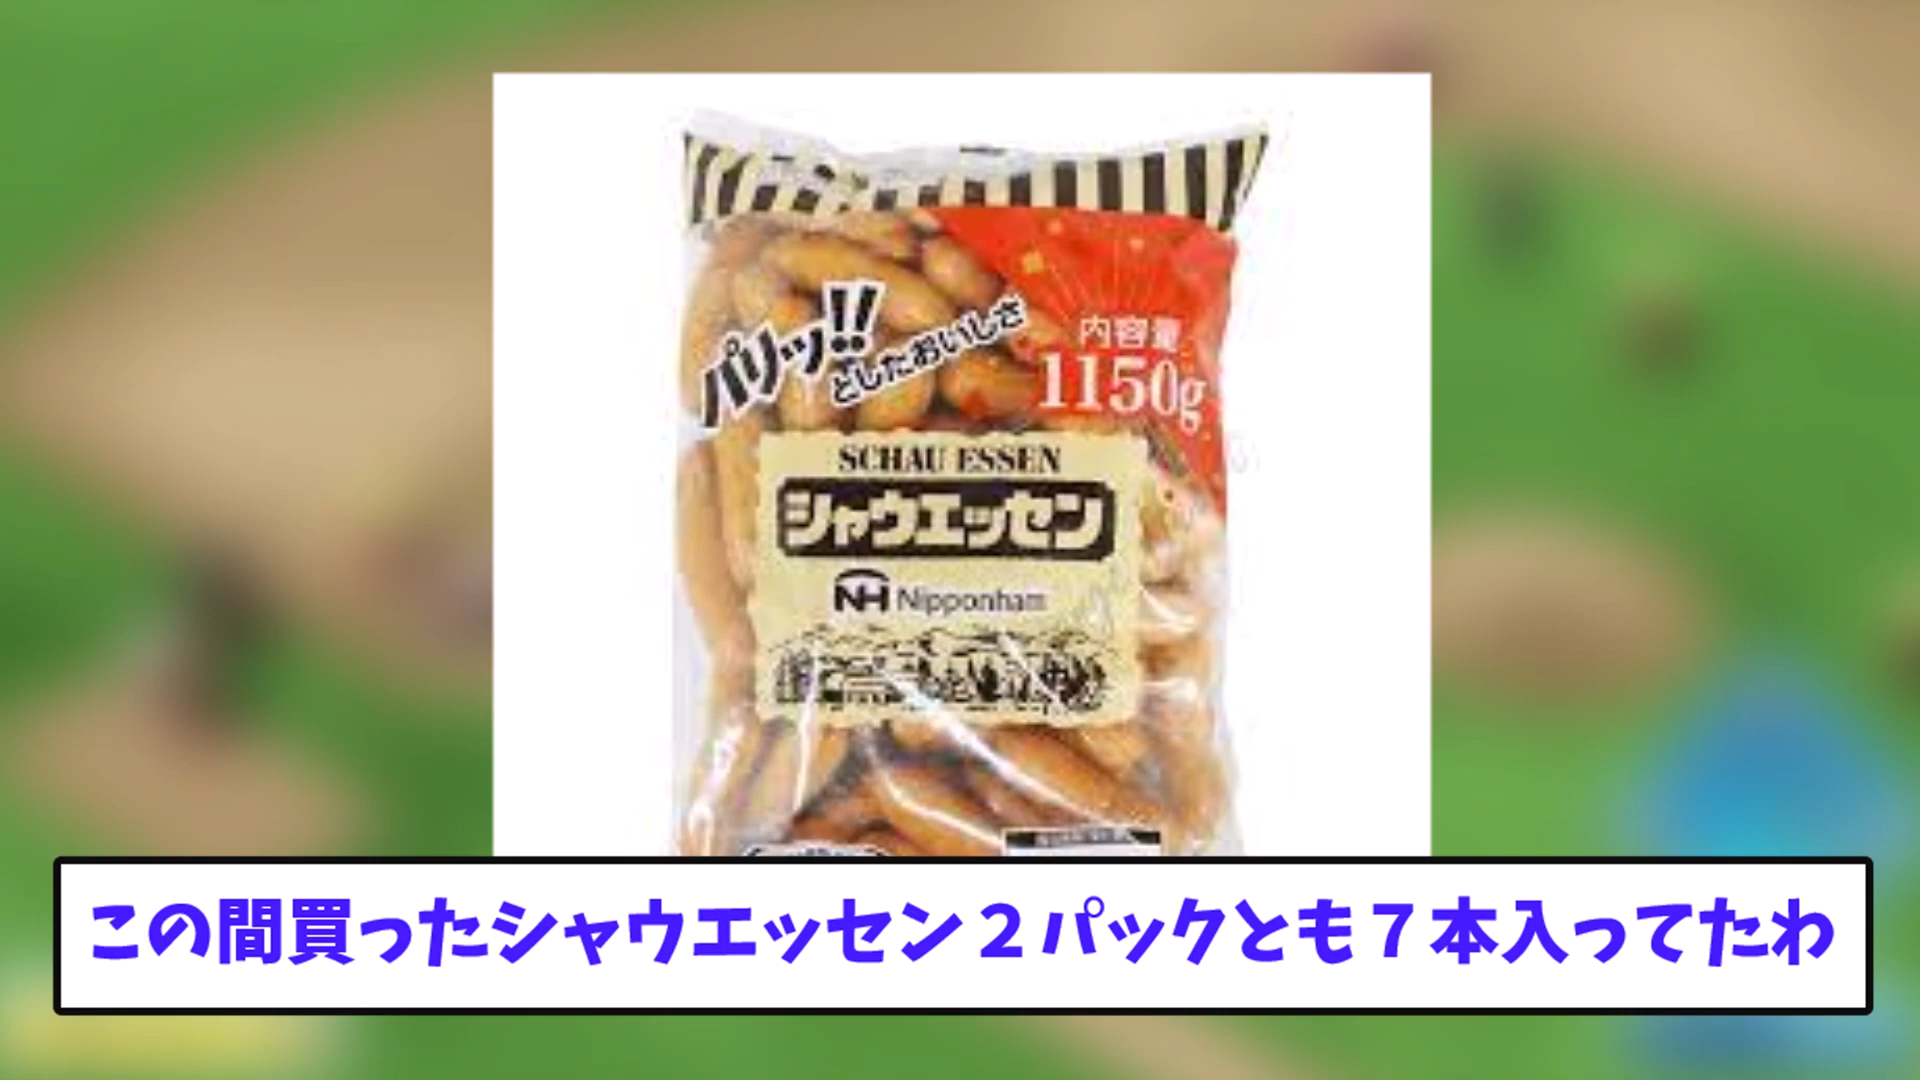 パリッ!!
としたおいしさ
内容量
1150g
SCHAU ESSEN
シャウエッセン
NH Nipponham
この間買ったシャウエッセン２パックとも７本入ってたわ